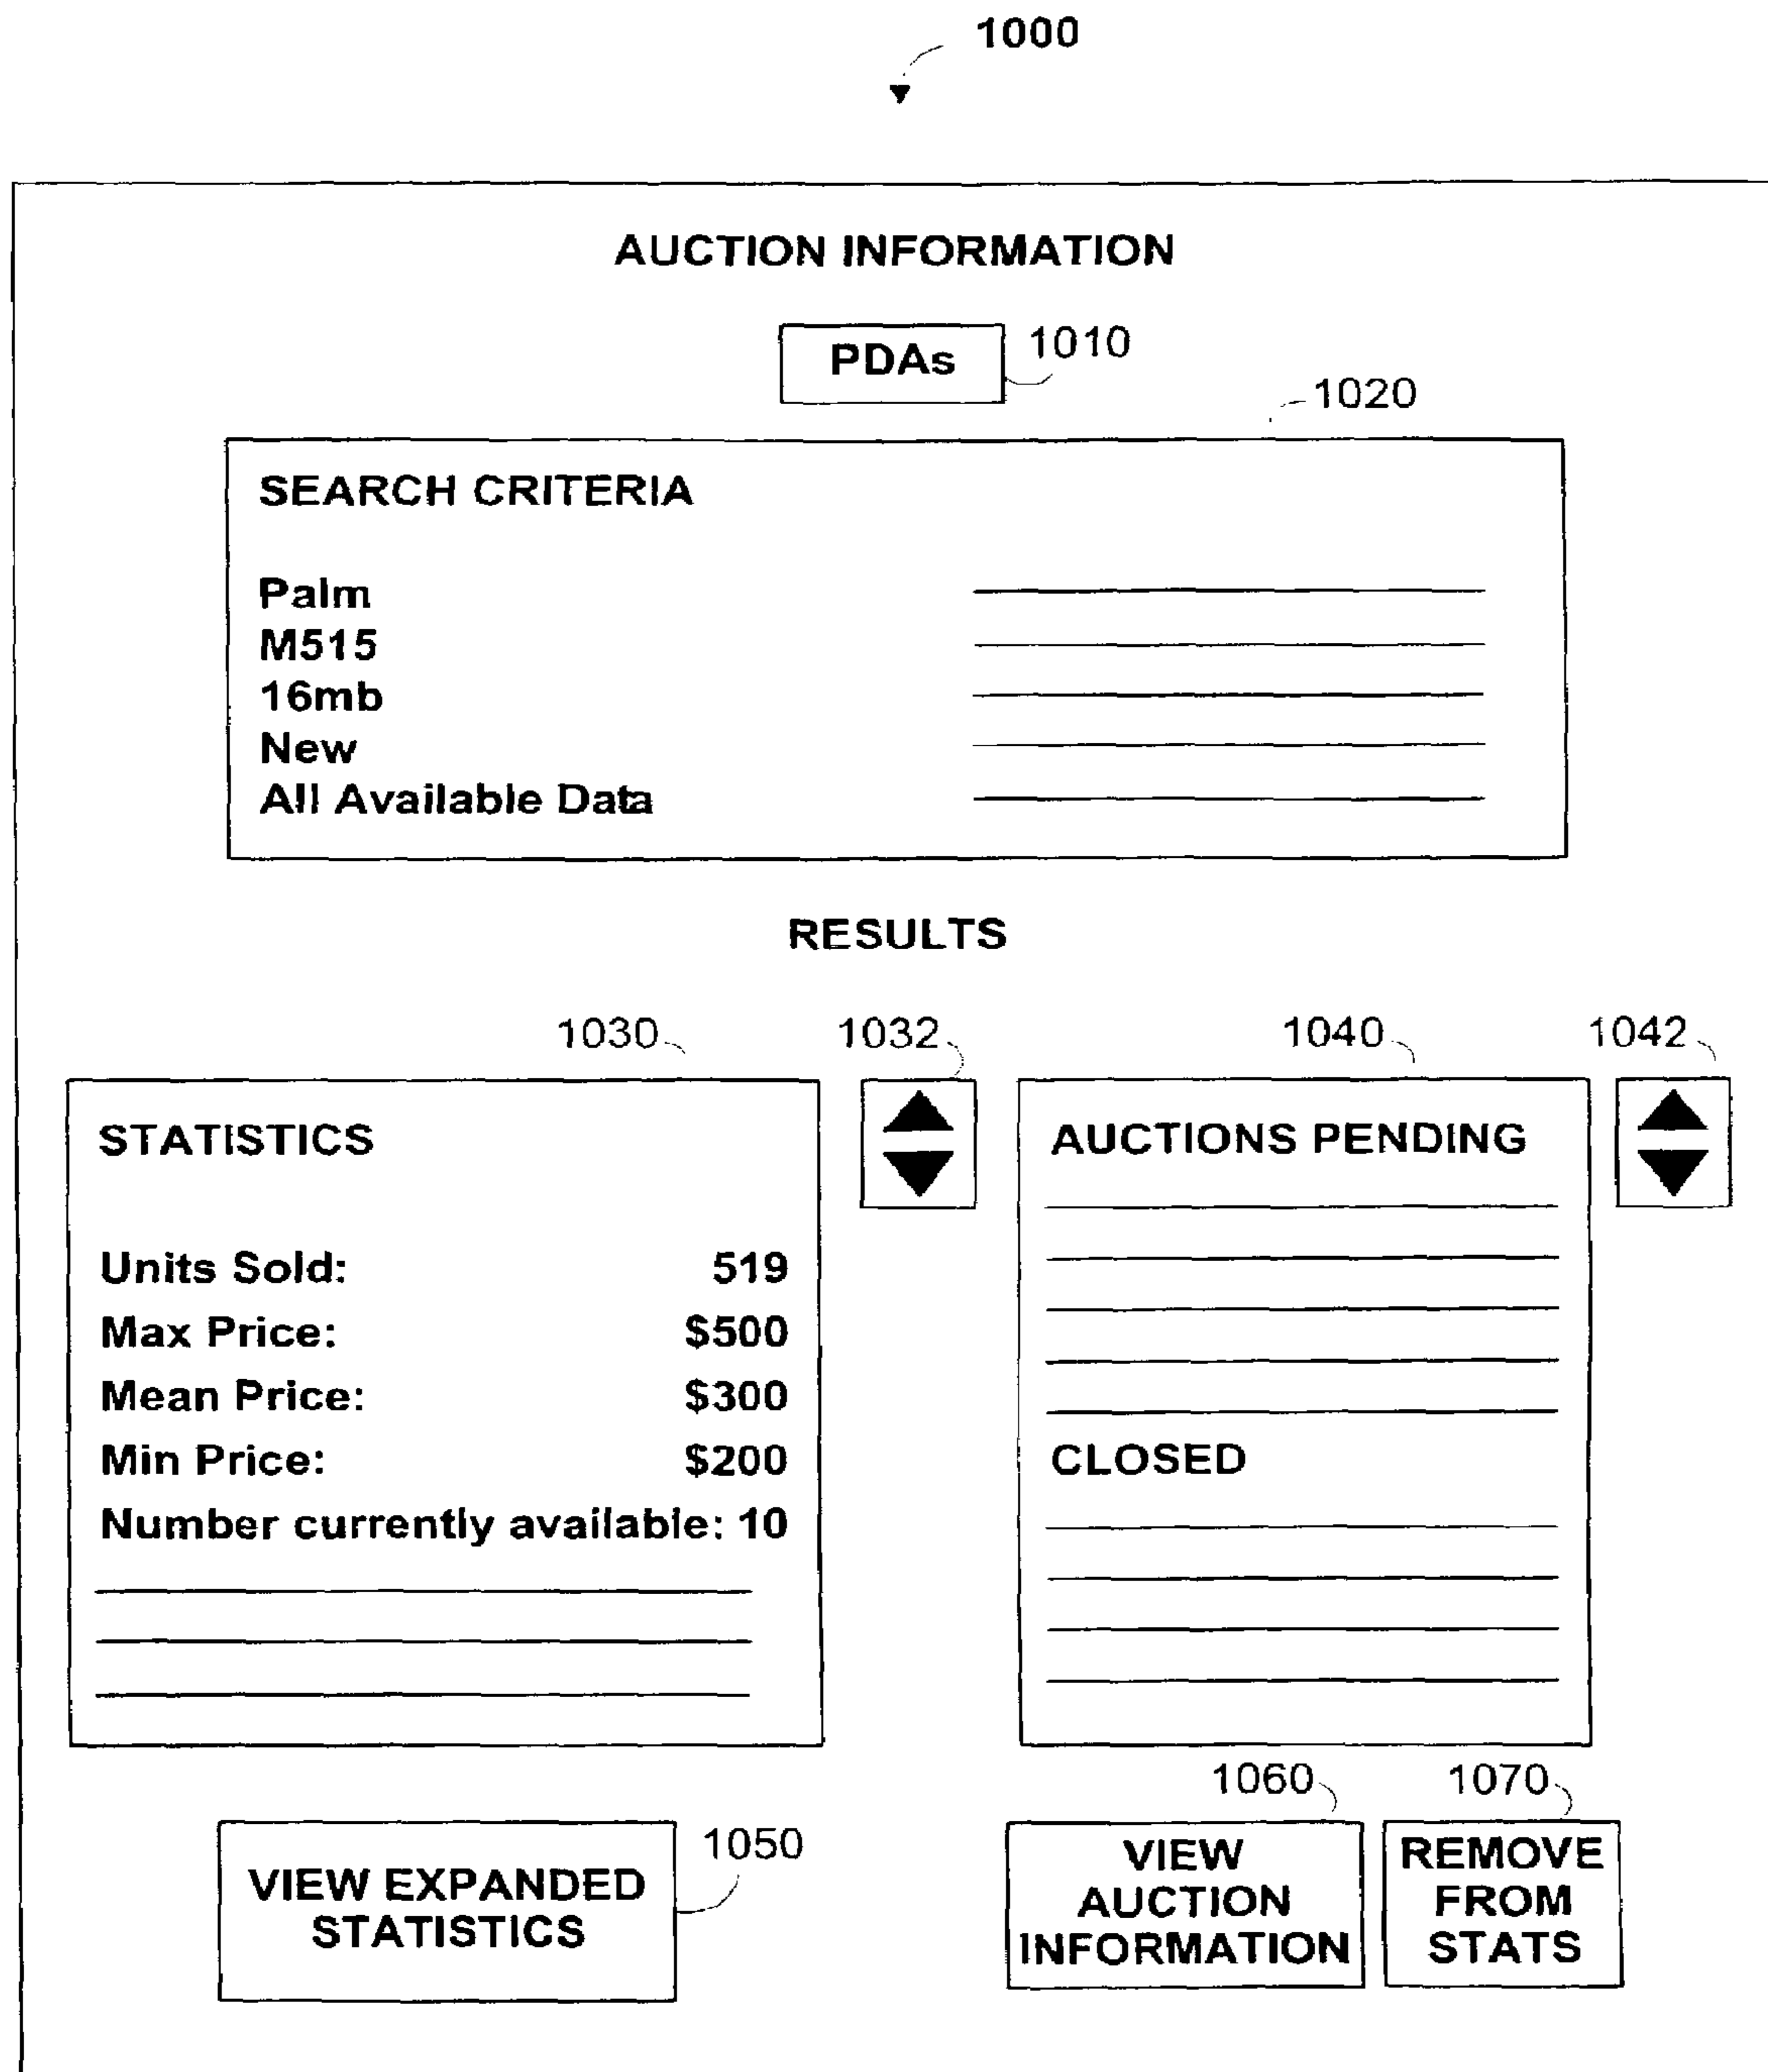 1000
AUCTION INFORMATION
PDAs 1010
1020
SEARCH CRITERIA
Palm
M515
16mb
New
All Available Data
RESULTS
1030 1032 1040 1042
STATISTICS
Units Sold: 519
Max Price: $500
Mean Price: $300
Min Price: $200
Number currently available: 10
AUCTIONS PENDING
CLOSED
1050
VIEW EXPANDED
STATISTICS
1060
VIEW
AUCTION
INFORMATION
1070
REMOVE
FROM
STATS